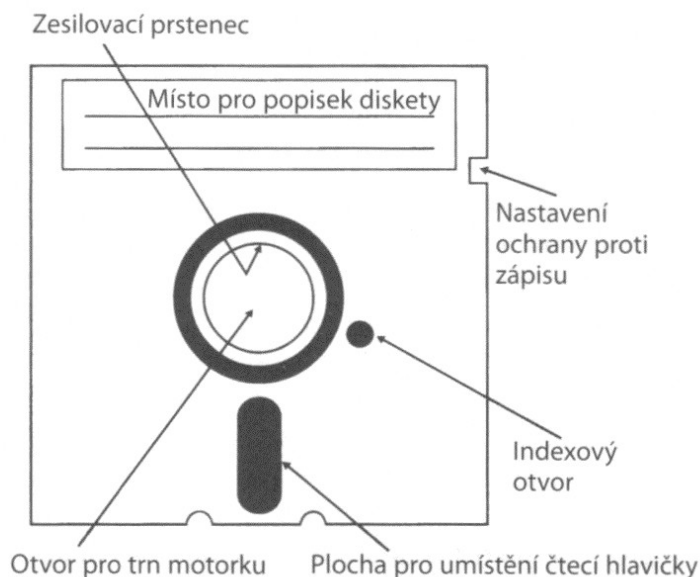 Zesilovací prstenec
Místo pro popisek diskety
Nastavení
ochrany proti
zápisu
Indexový
otvor
Otvor pro trn motorku
Plocha pro umístění čtecí hlavičky